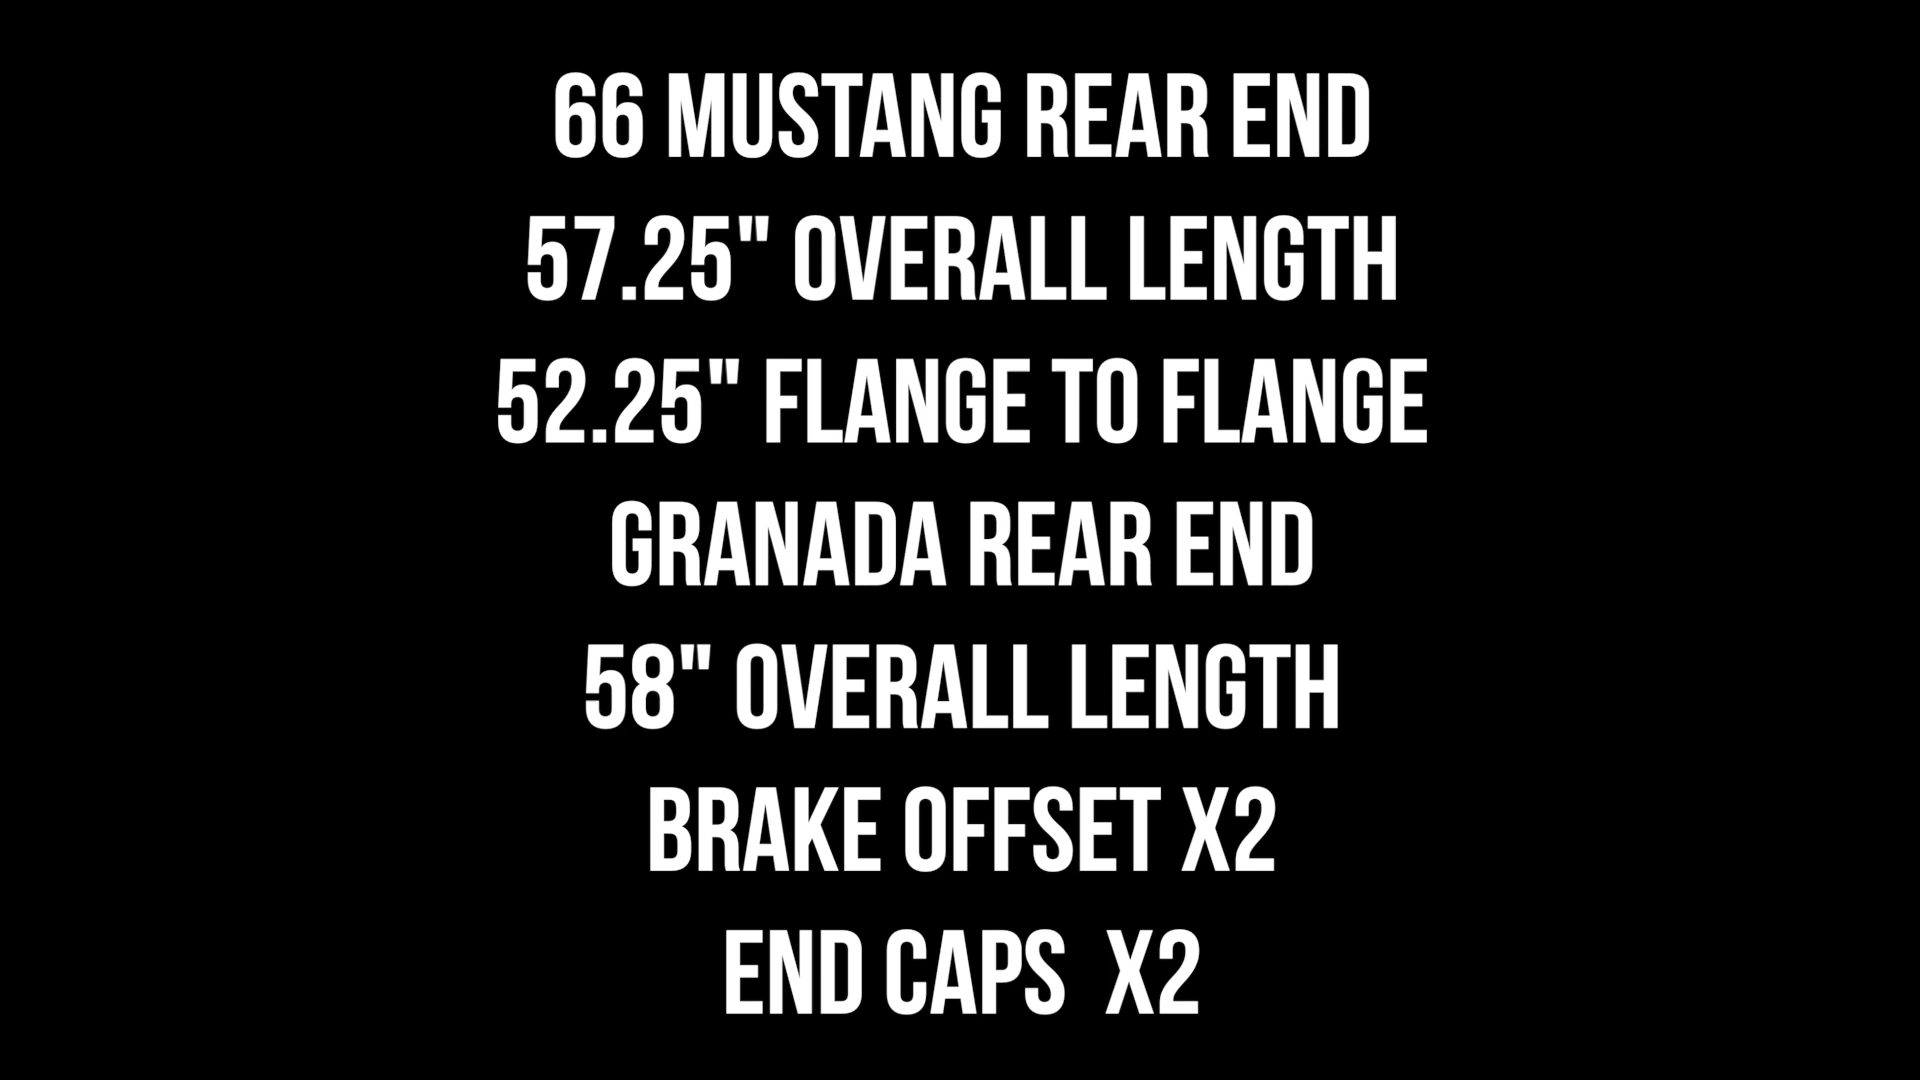 66 MUSTANG REAR END
57.25" OVERALL LENGTH
52.25" FLANGE TO FLANGE
GRANADA REAR END
58" OVERALL LENGTH
BRAKE OFFSET X2
END CAPS  X2